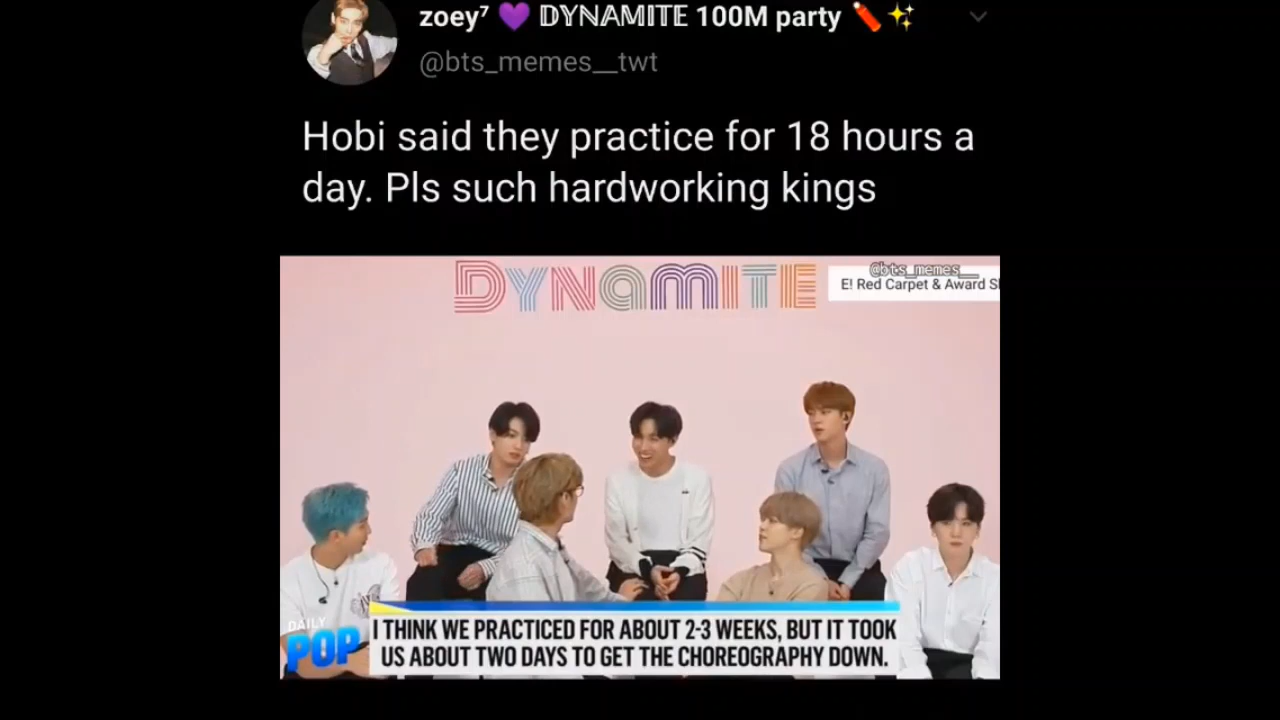 zoey⁷ 💜 𝔻𝕐ℕ𝔸𝕄𝕀𝕋𝔼 100M party 🧨✨
@bts_memes__twt
Hobi said they practice for 18 hours a
day. Pls such hardworking kings
DYNAMITE
@bts_memes__
E! Red Carpet & Award S
DAILY
POP
I THINK WE PRACTICED FOR ABOUT 2-3 WEEKS, BUT IT TOOK
US ABOUT TWO DAYS TO GET THE CHOREOGRAPHY DOWN.